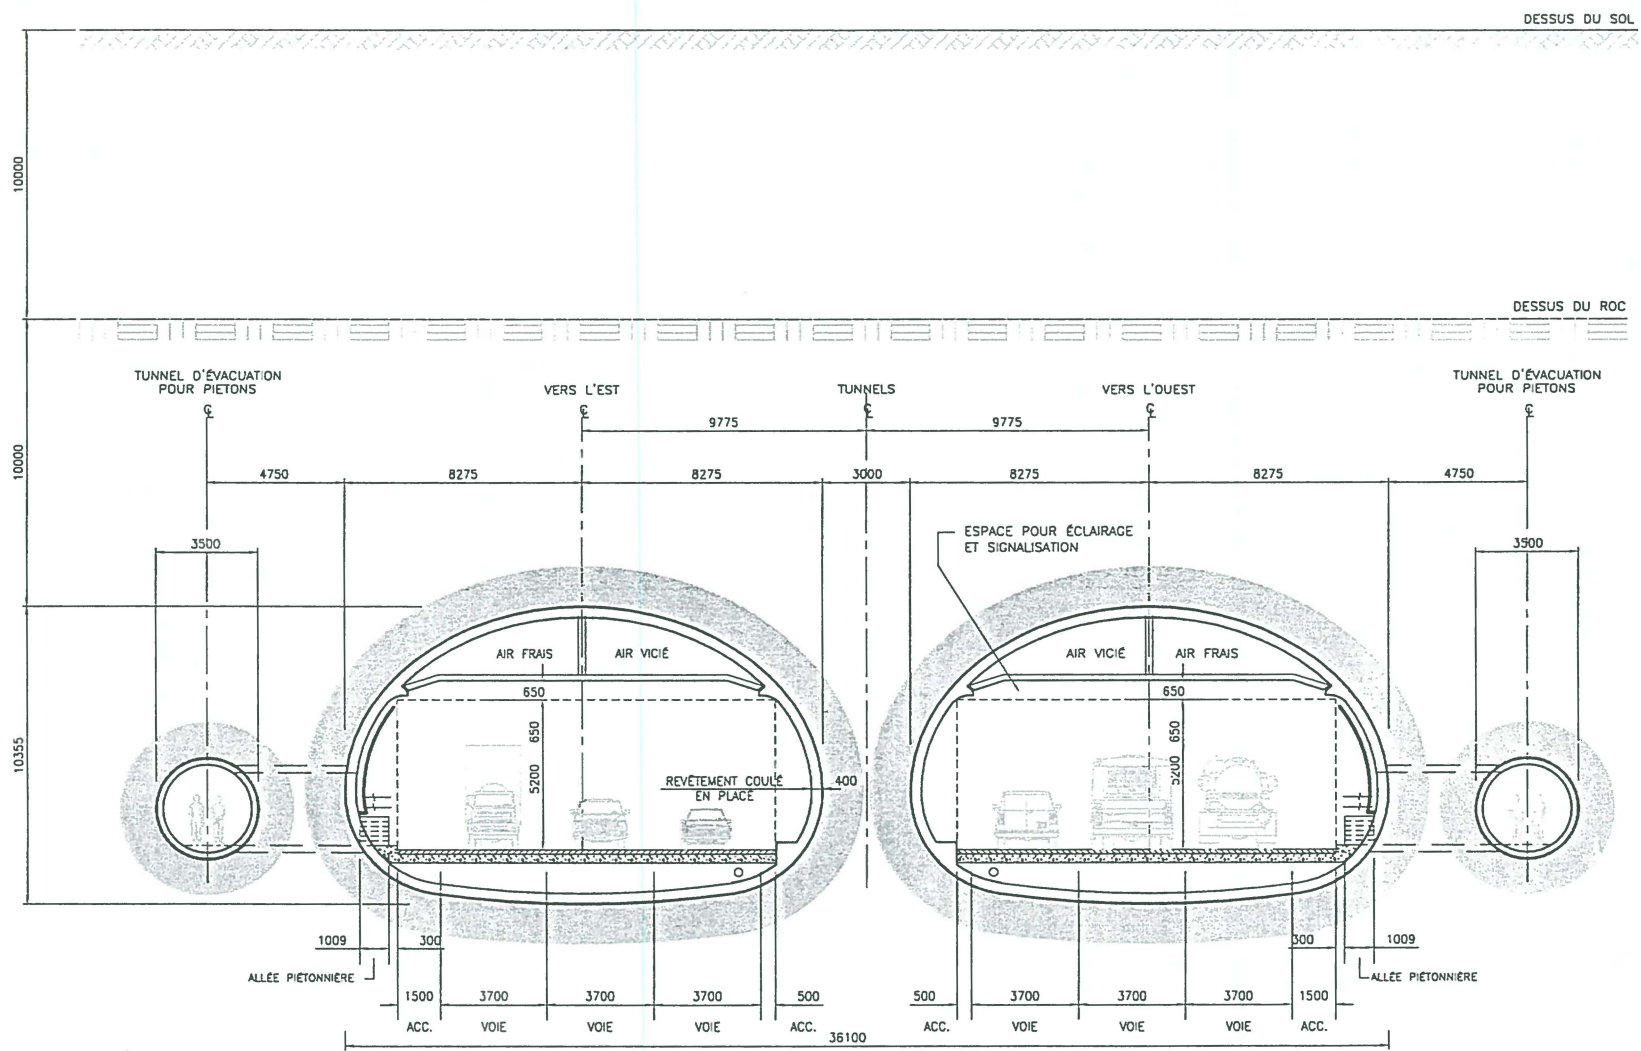 DESSUS DU SOL
10000
DESSUS DU ROC
TUNNEL D'ÉVACUATION
POUR PIETONS
℄
VERS L'EST
℄
TUNNELS
℄
VERS L'OUEST
℄
TUNNEL D'ÉVACUATION
POUR PIETONS
℄
9775
9775
10000
4750
8275
8275
3000
8275
8275
4750
3500
ESPACE POUR ÉCLAIRAGE
ET SIGNALISATION
3500
AIR FRAIS
AIR VICIÉ
AIR VICIÉ
AIR FRAIS
650
650
650
650
10355
5200
REVÊTEMENT COULÉ
EN PLACE
400
5200
1009
300
300
1009
ALLÉE PIÉTONNIÈRE
ALLÉE PIÉTONNIÈRE
1500
3700
3700
3700
500
500
3700
3700
3700
1500
ACC.
VOIE
VOIE
VOIE
ACC.
ACC.
VOIE
VOIE
VOIE
ACC.
36100